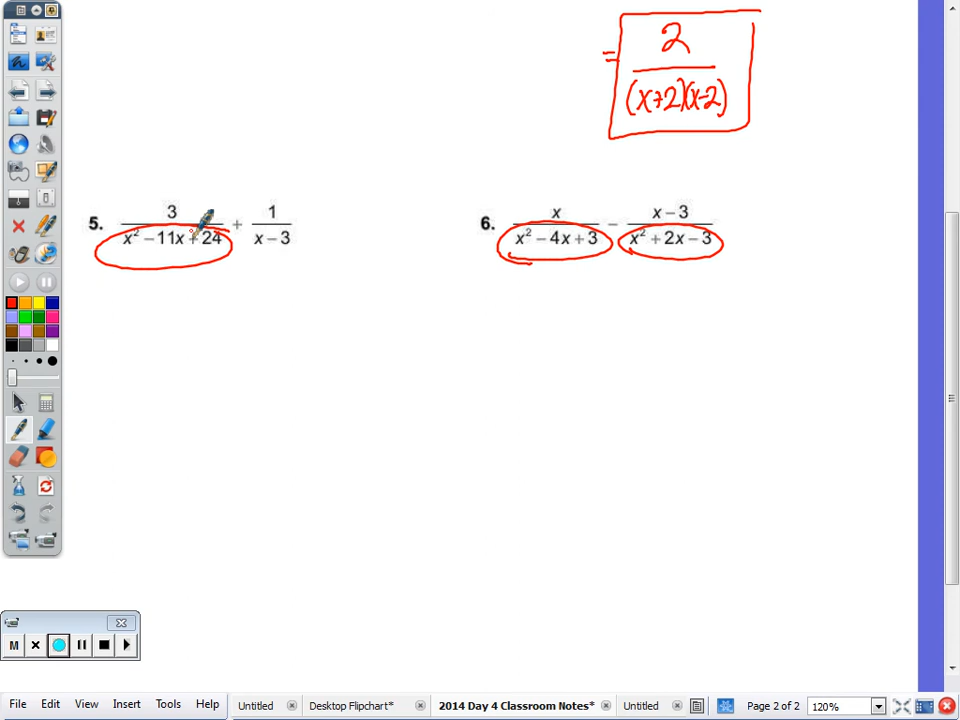 2
=
(x+2)(x-2)
5. 3 / x² – 11x + 24 + 1 / x – 3
6. x / x² – 4x + 3 – x – 3 / x² + 2x – 3
M
File Edit View Insert Tools Help Untitled Desktop Flipchart* 2014 Day 4 Classroom Notes* Untitled Page 2 of 2 120%